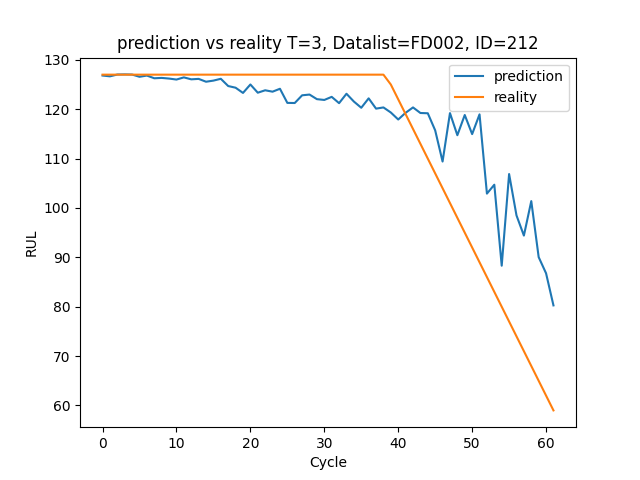 prediction vs reality T=3, Datalist=FD002, ID=212
prediction
reality
130
120
110
100
90
80
70
60
RUL
0 10 20 30 40 50 60
Cycle